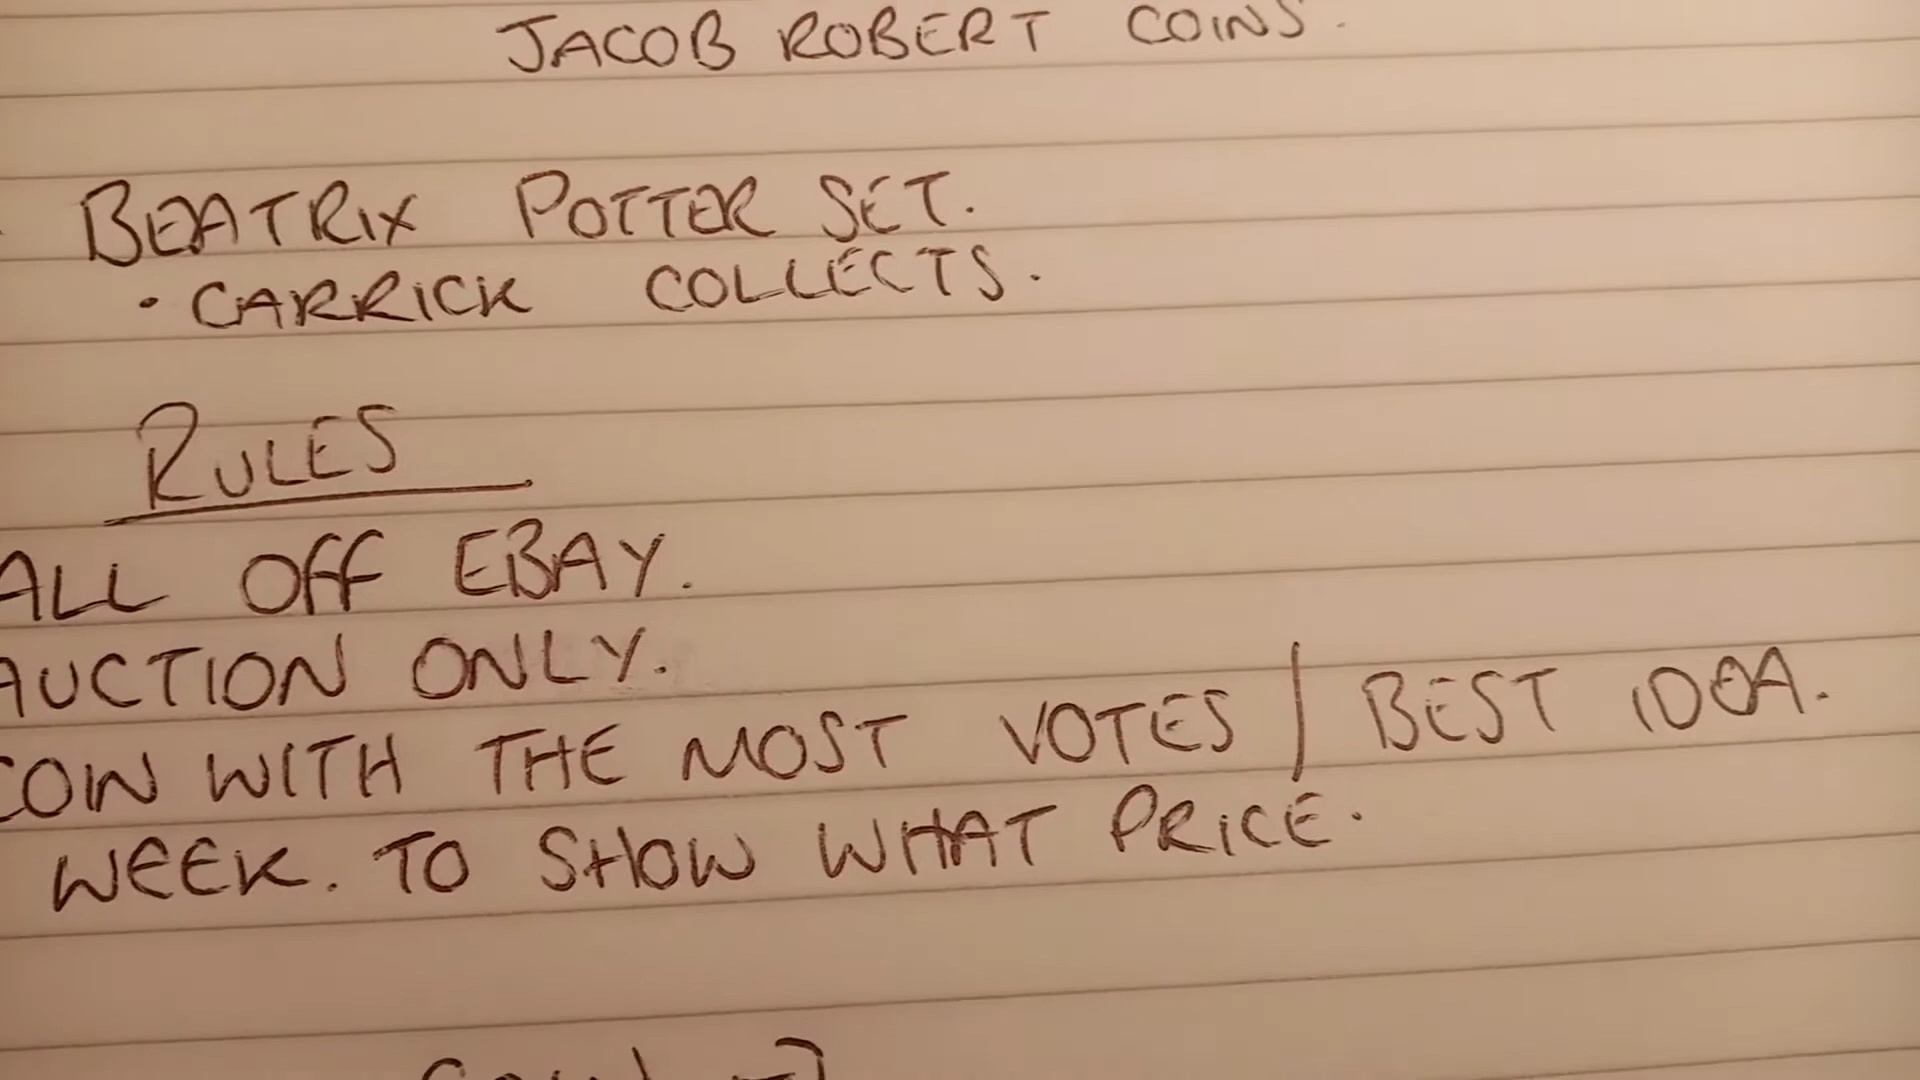 JACOB ROBERT COINS.
BEATRIX POTTER SET.
• CARRICK COLLECTS.
RULES
ALL OFF EBAY.
AUCTION ONLY.
COIN WITH THE MOST VOTES / BEST IDEA.
WEEK. TO SHOW WHAT PRICE.